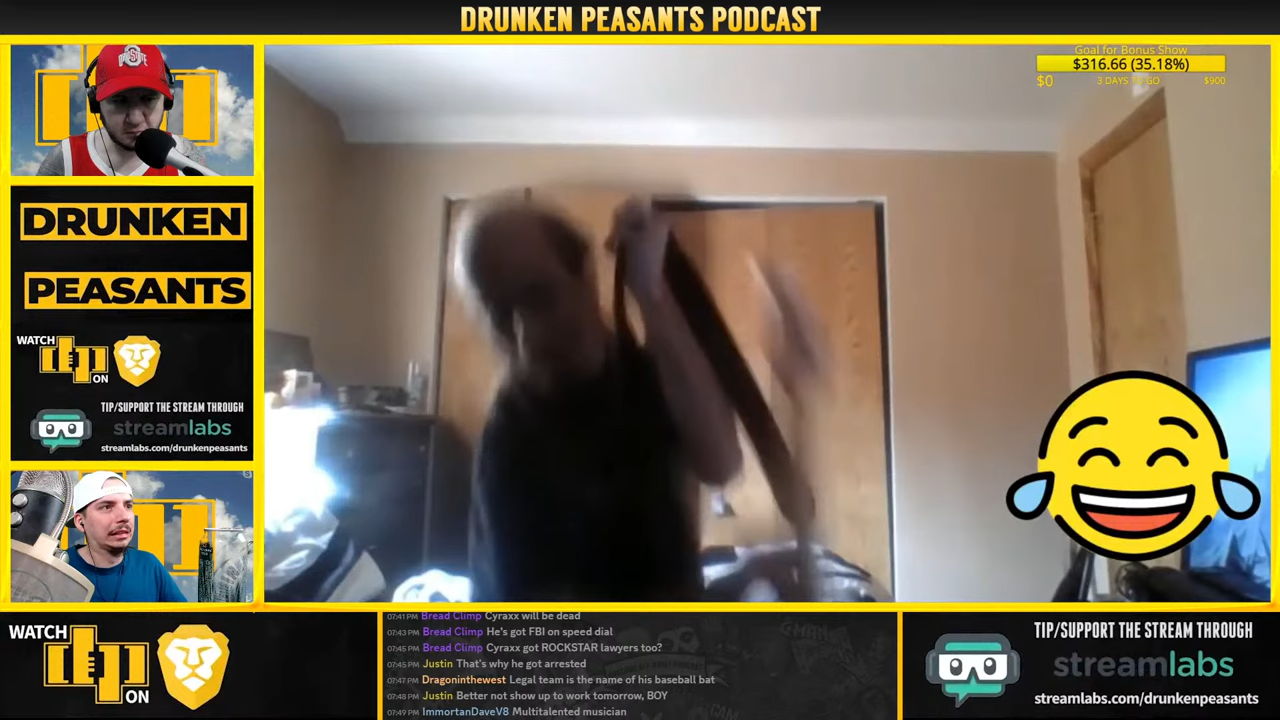 DRUNKEN PEASANTS PODCAST
Goal for Bonus Show
$316.66 (35.18%)
$0
3 DAYS TO GO
$900
DRUNKEN
PEASANTS
WATCH
ON
TIP/SUPPORT THE STREAM THROUGH
streamlabs
streamlabs.com/drunkenpeasants
07:41 PM Bread Climp Cyraxx will be dead
07:43 PM Bread Climp He's got FBI on speed dial
07:45 PM Bread Climp Cyraxx got ROCKSTAR lawyers too?
07:45 PM Justin That's why he got arrested
07:47 PM Dragoninthewest Legal team is the name of his baseball bat
07:48 PM Justin Better not show up to work tomorrow, BOY
07:49 PM ImmortanDaveV8 Multitalented musician
WATCH
ON
TIP/SUPPORT THE STREAM THROUGH
streamlabs
streamlabs.com/drunkenpeasants